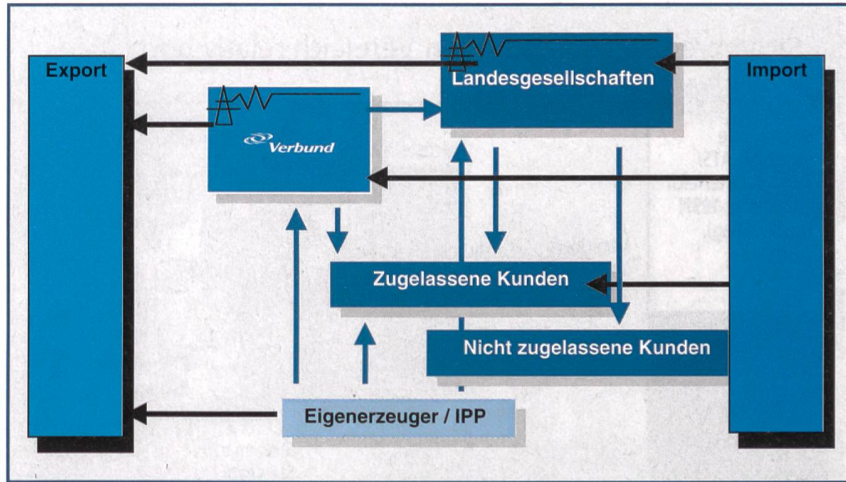 Export
Landesgesellschaften
Import
Verbund
Zugelassene Kunden
Nicht zugelassene Kunden
Eigenerzeuger / IPP